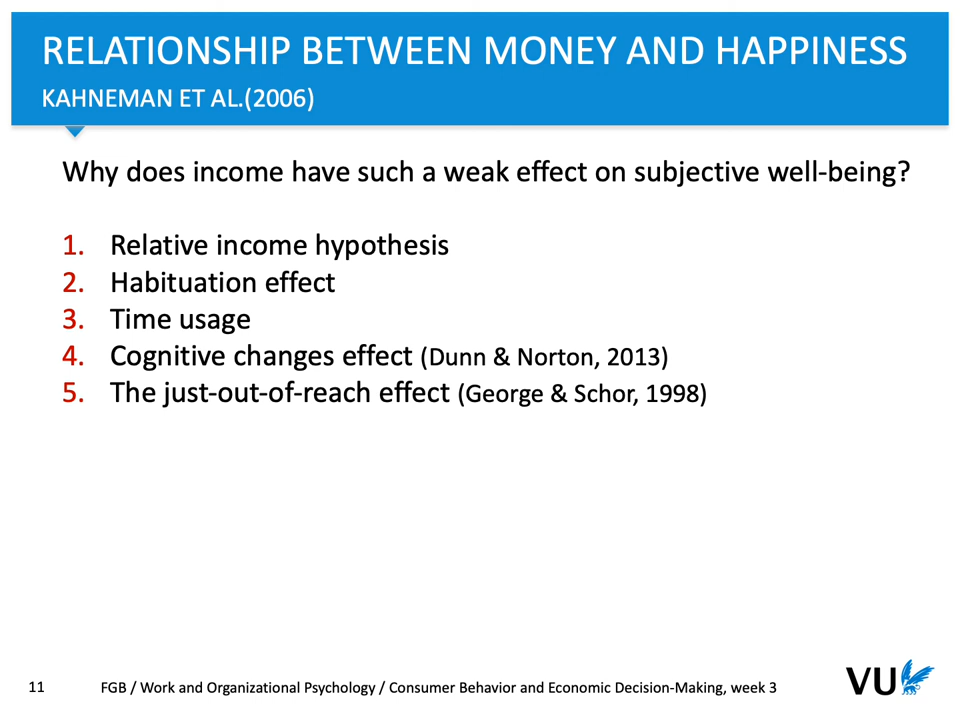 RELATIONSHIP BETWEEN MONEY AND HAPPINESS
KAHNEMAN ET AL.(2006)
Why does income have such a weak effect on subjective well-being?
1. Relative income hypothesis
2. Habituation effect
3. Time usage
4. Cognitive changes effect (Dunn & Norton, 2013)
5. The just-out-of-reach effect (George & Schor, 1998)
11 FGB / Work and Organizational Psychology / Consumer Behavior and Economic Decision-Making, week 3
VU